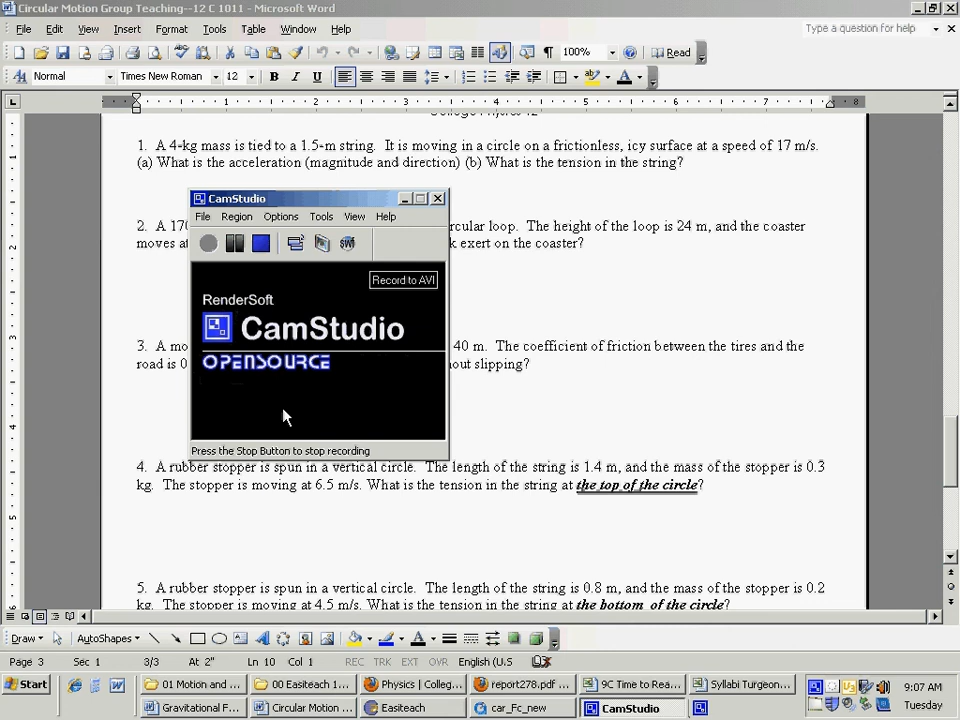 Circular Motion Group Teaching--12 C 1011 - Microsoft Word
File Edit View Insert Format Tools Table Window Help Type a question for help
100% Read
Normal Times New Roman 12 B I U
1 2 3 4 5 6 7 8
1. A 4-kg mass is tied to a 1.5-m string. It is moving in a circle on a frictionless, icy surface at a speed of 17 m/s.
(a) What is the acceleration (magnitude and direction) (b) What is the tension in the string?
CamStudio
File Region Options Tools View Help
2. A 170 rcular loop. The height of the loop is 24 m, and the coaster
moves at k exert on the coaster?
Record to AVI
RenderSoft
CamStudio
OPENSOURCE
3. A mo 40 m. The coefficient of friction between the tires and the
road is 0 hout slipping?
Press the Stop Button to stop recording
4. A rubber stopper is spun in a vertical circle. The length of the string is 1.4 m, and the mass of the stopper is 0.3
kg. The stopper is moving at 6.5 m/s. What is the tension in the string at the top of the circle?
5. A rubber stopper is spun in a vertical circle. The length of the string is 0.8 m, and the mass of the stopper is 0.2
kg. The stopper is moving at 4.5 m/s. What is the tension in the string at the bottom of the circle?
Draw AutoShapes
Page 3 Sec 1 3/3 At 2" Ln 10 Col 1 REC TRK EXT OVR English (U.S
Start 01 Motion and ... 00 Easiteach 1... Physics | Colleg... report278.pdf ... 9C Time to Rea... Syllabi Turgeon... 9:07 AM
Gravitational F... Circular Motion ... Easiteach car_Fc_new CamStudio Tuesday